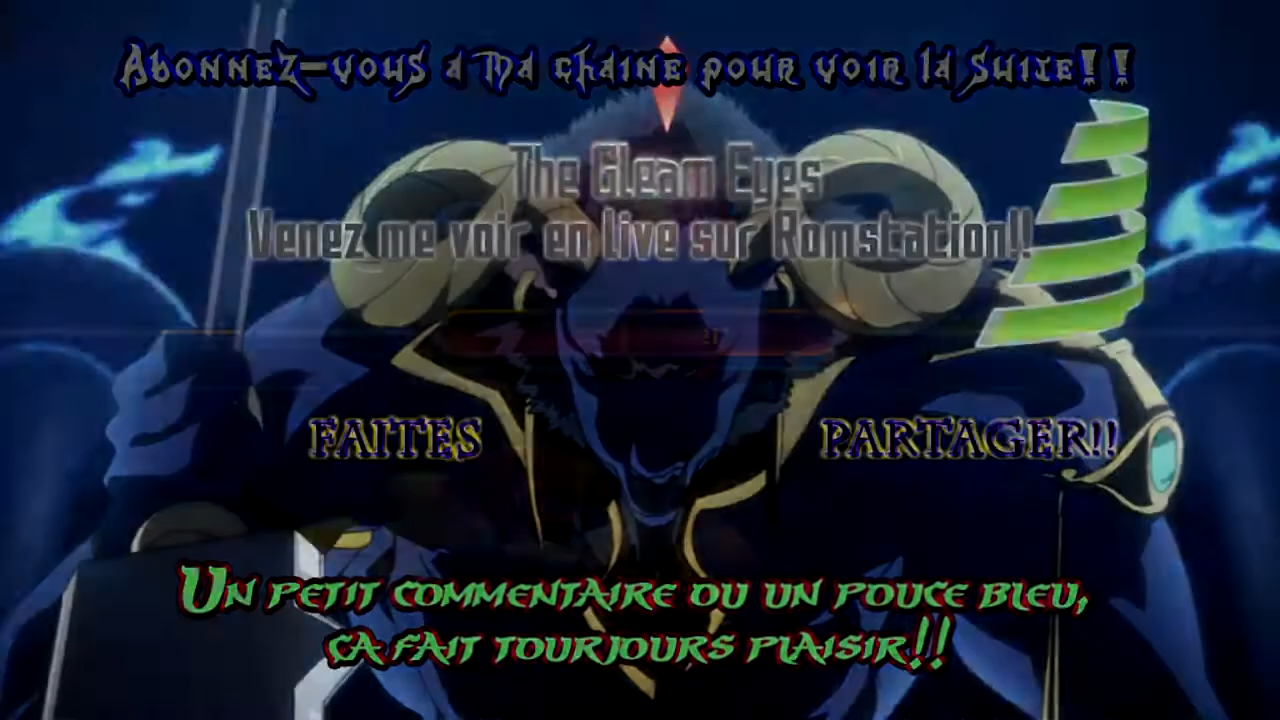 Abonnez-vous a ma chaine pour voir la suite!!
The Gleam Eyes
Venez me voir en live sur Romstation!!
FAITES PARTAGER!!
Un petit commentaire ou un pouce bleu,
ça fait tourjours plaisir!!